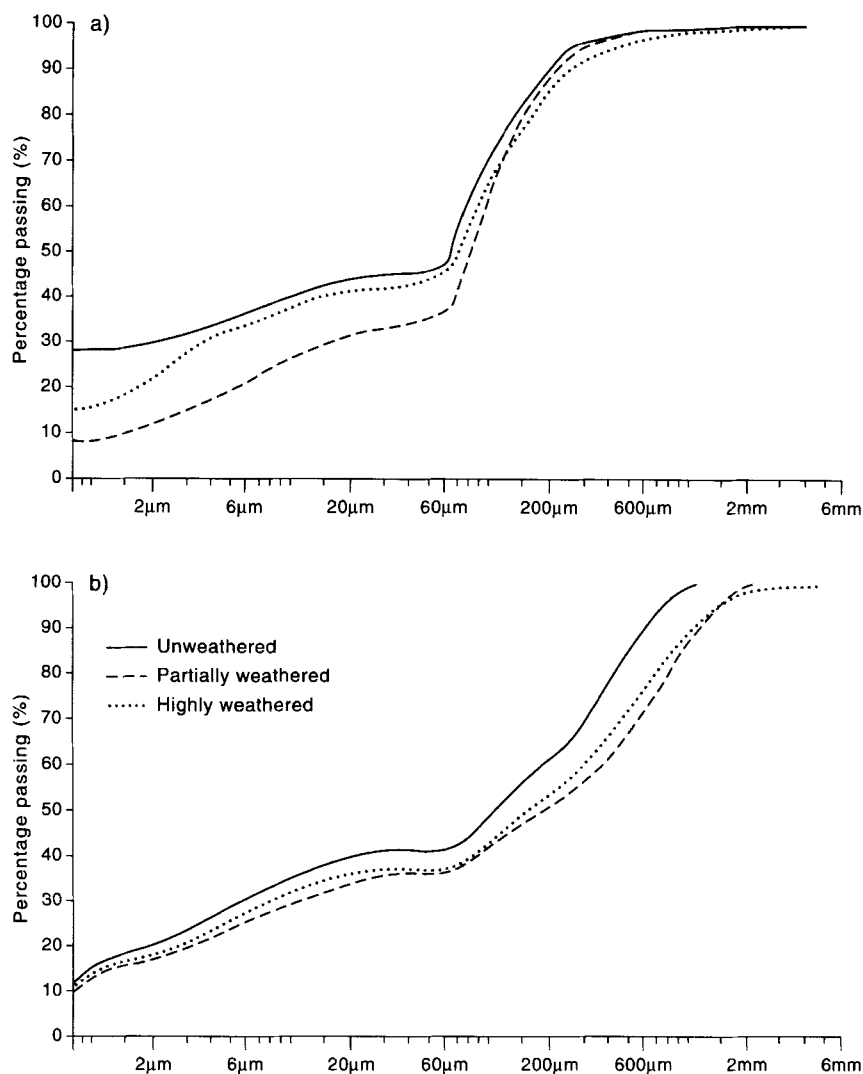 a)
Percentage passing (%)
100
90
80
70
60
50
40
30
20
10
0
2μm 6μm 20μm 60μm 200μm 600μm 2mm 6mm
b)
Percentage passing (%)
100
90
80
70
60
50
40
30
20
10
0
Unweathered
Partially weathered
Highly weathered
2μm 6μm 20μm 60μm 200μm 600μm 2mm 6mm